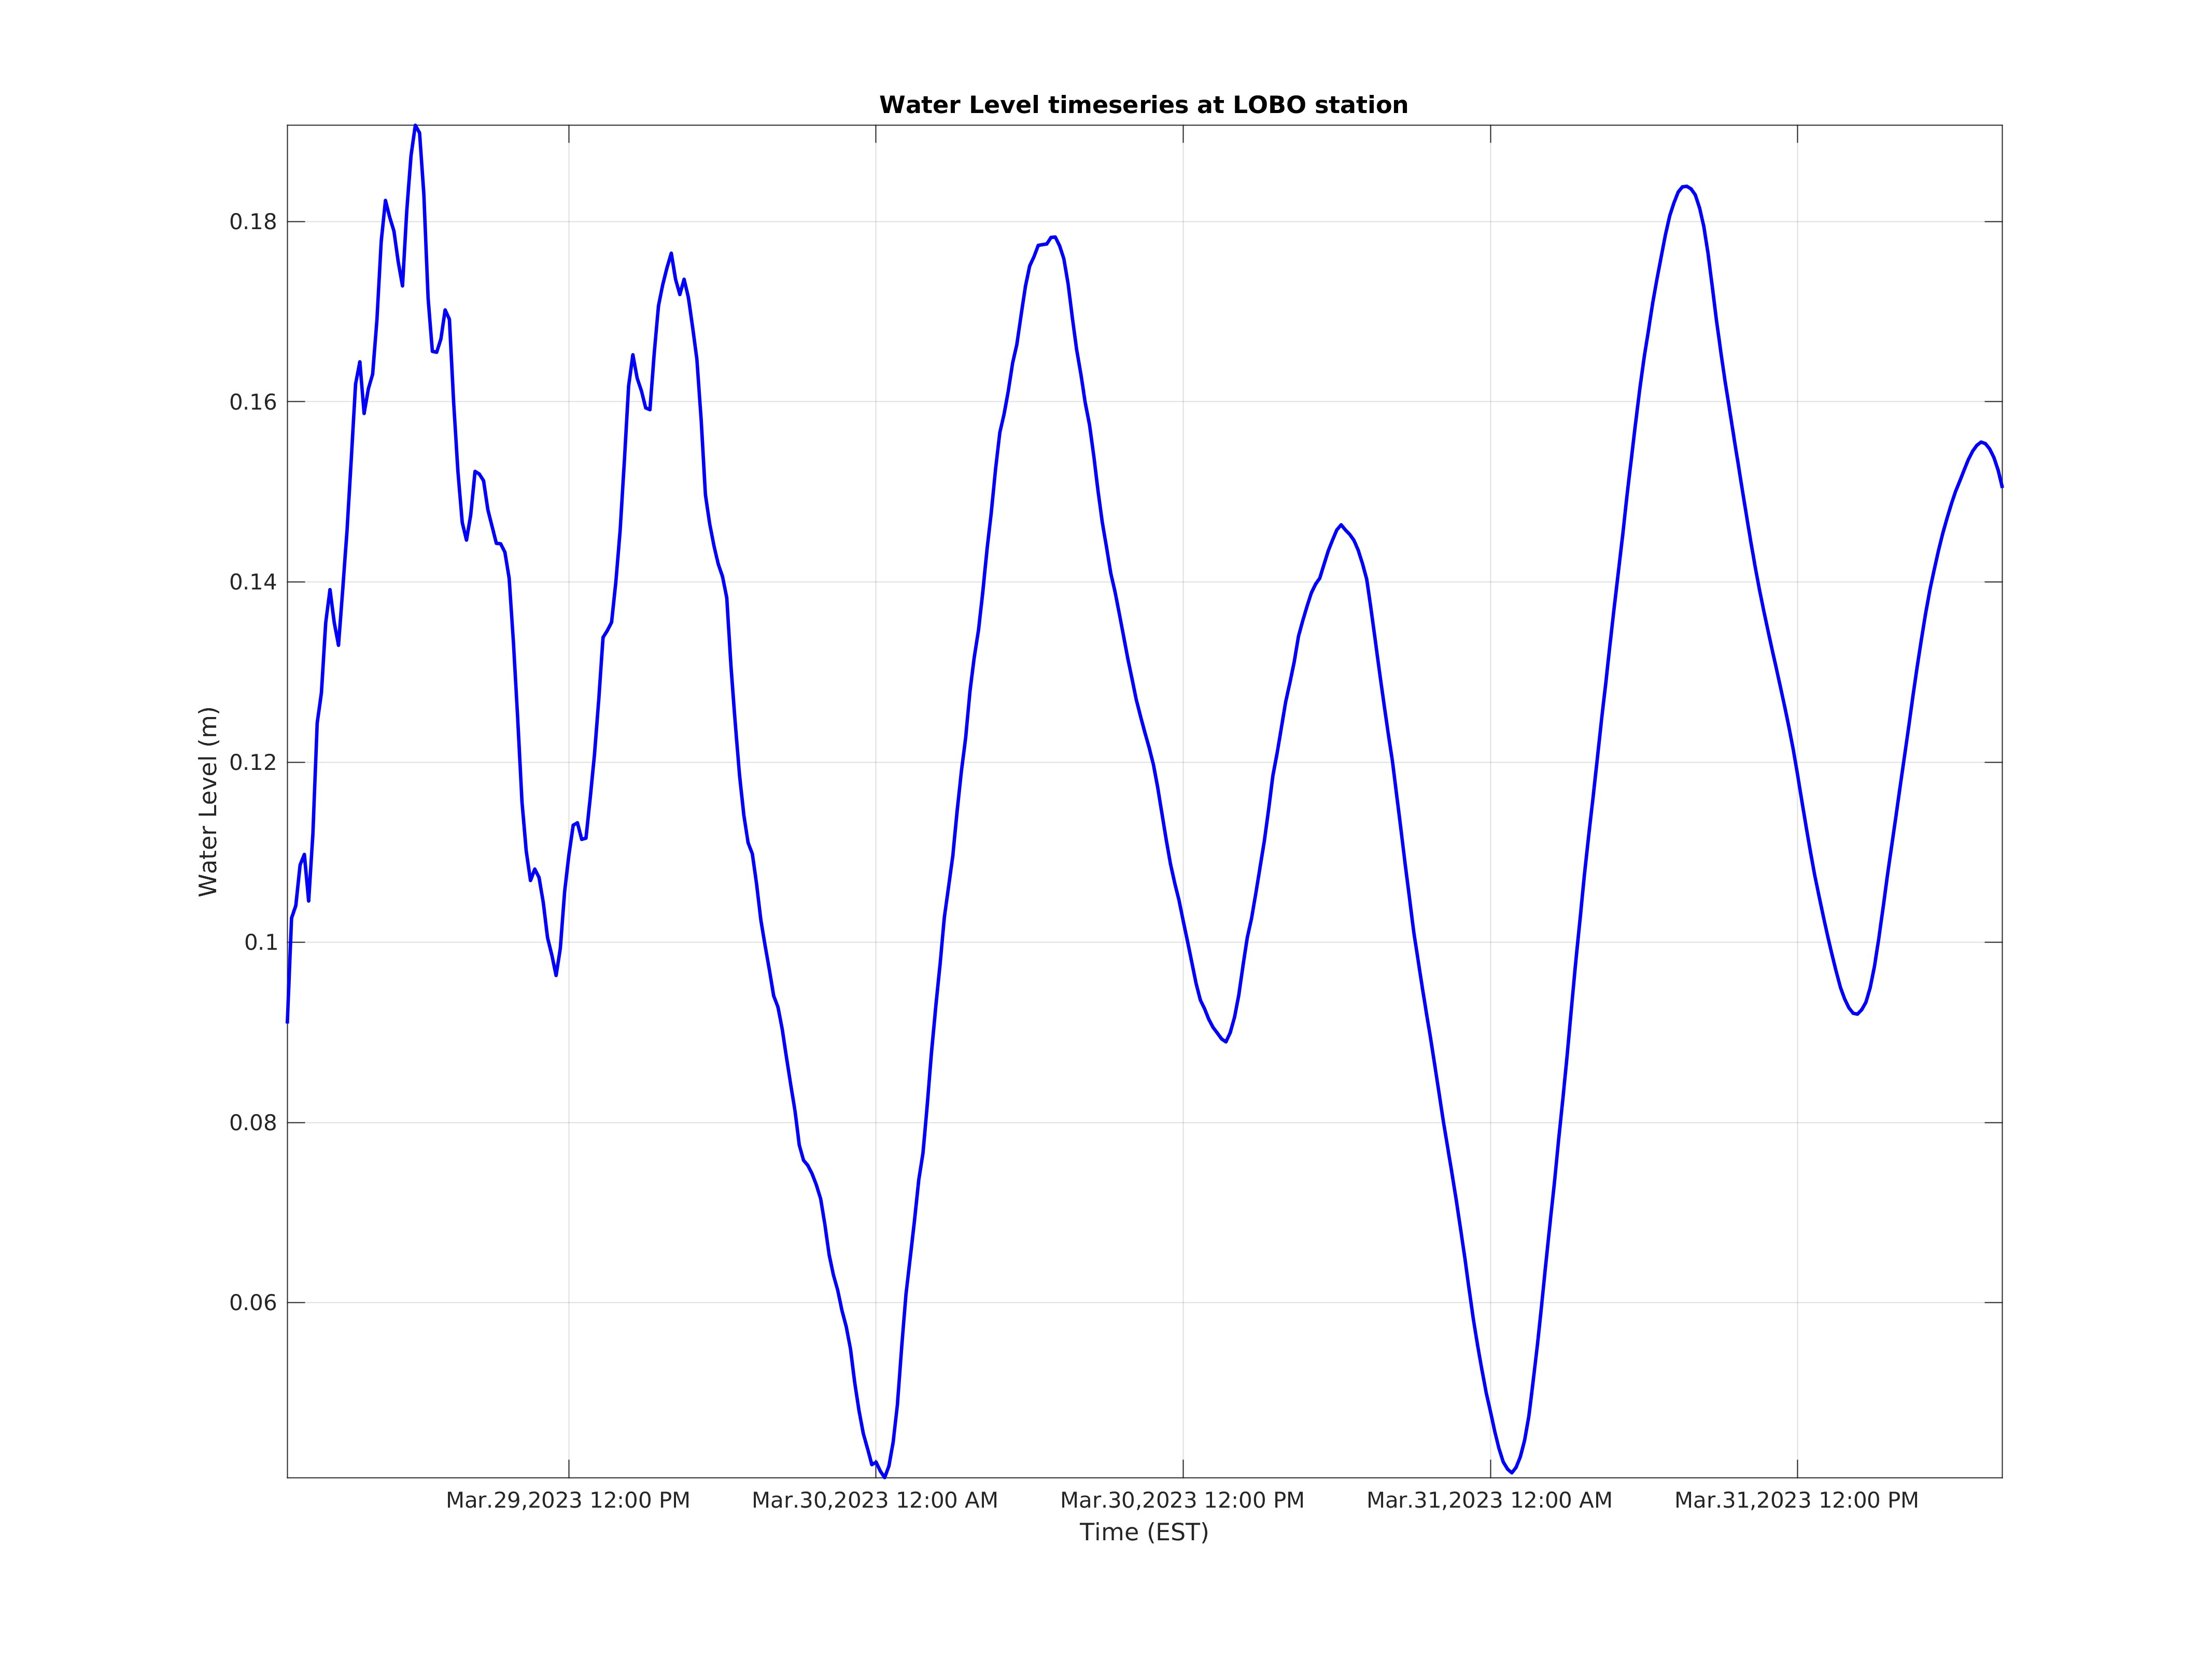 Water Level timeseries at LOBO station
0.18
0.16
0.14
0.12
0.1
0.08
0.06
Water Level (m)
Mar.29,2023 12:00 PM
Mar.30,2023 12:00 AM
Mar.30,2023 12:00 PM
Mar.31,2023 12:00 AM
Mar.31,2023 12:00 PM
Time (EST)